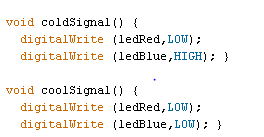 void coldSignal() {
digitalWrite (ledRed,LOW);
digitalWrite (ledBlue,HIGH); }
void coolSignal() {
digitalWrite (ledRed,LOW);
digitalWrite (ledBlue,LOW); }